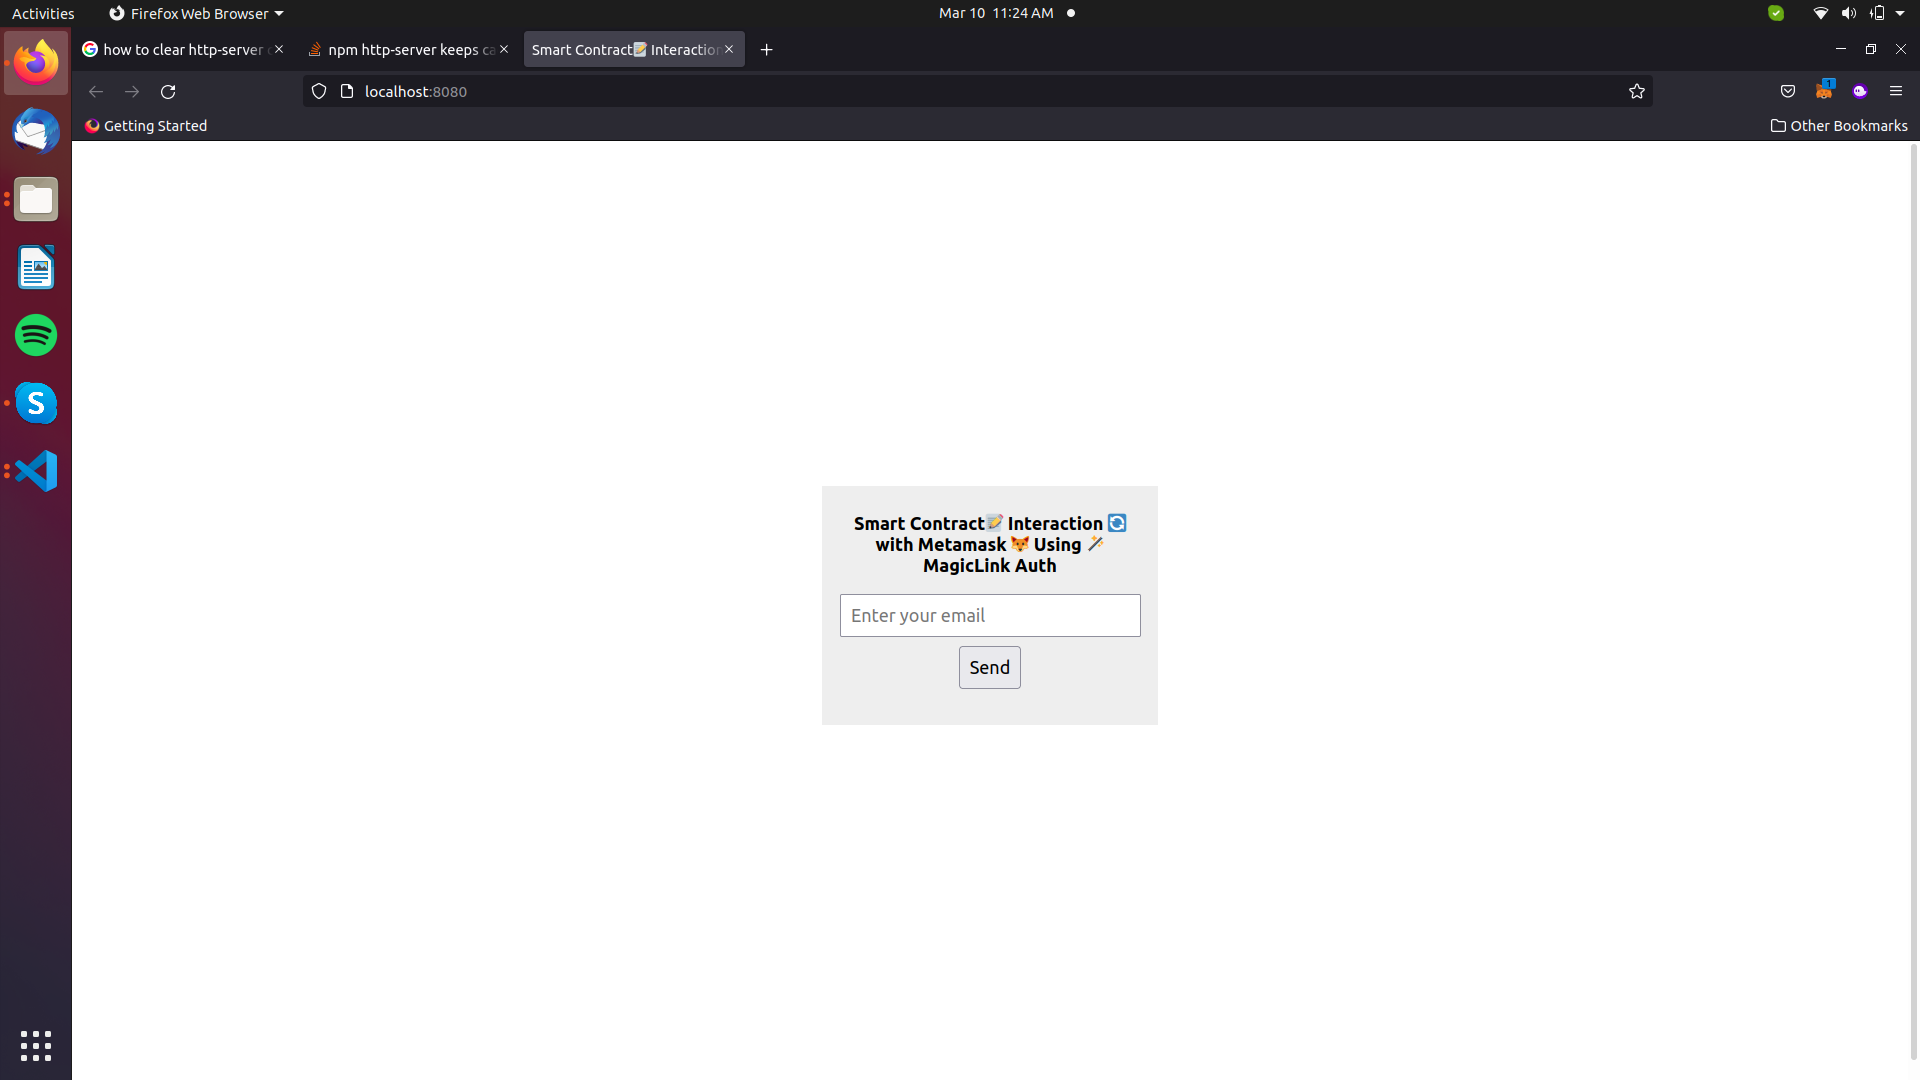 Activities
Firefox Web Browser
Mar 10 11:24 AM
how to clear http-server
npm http-server keeps ca
Smart Contract📝 Interaction
localhost:8080
1
Getting Started
Other Bookmarks
Smart Contract📝 Interaction 🔄
with Metamask 🦊 Using 🪄
MagicLink Auth
Enter your email
Send